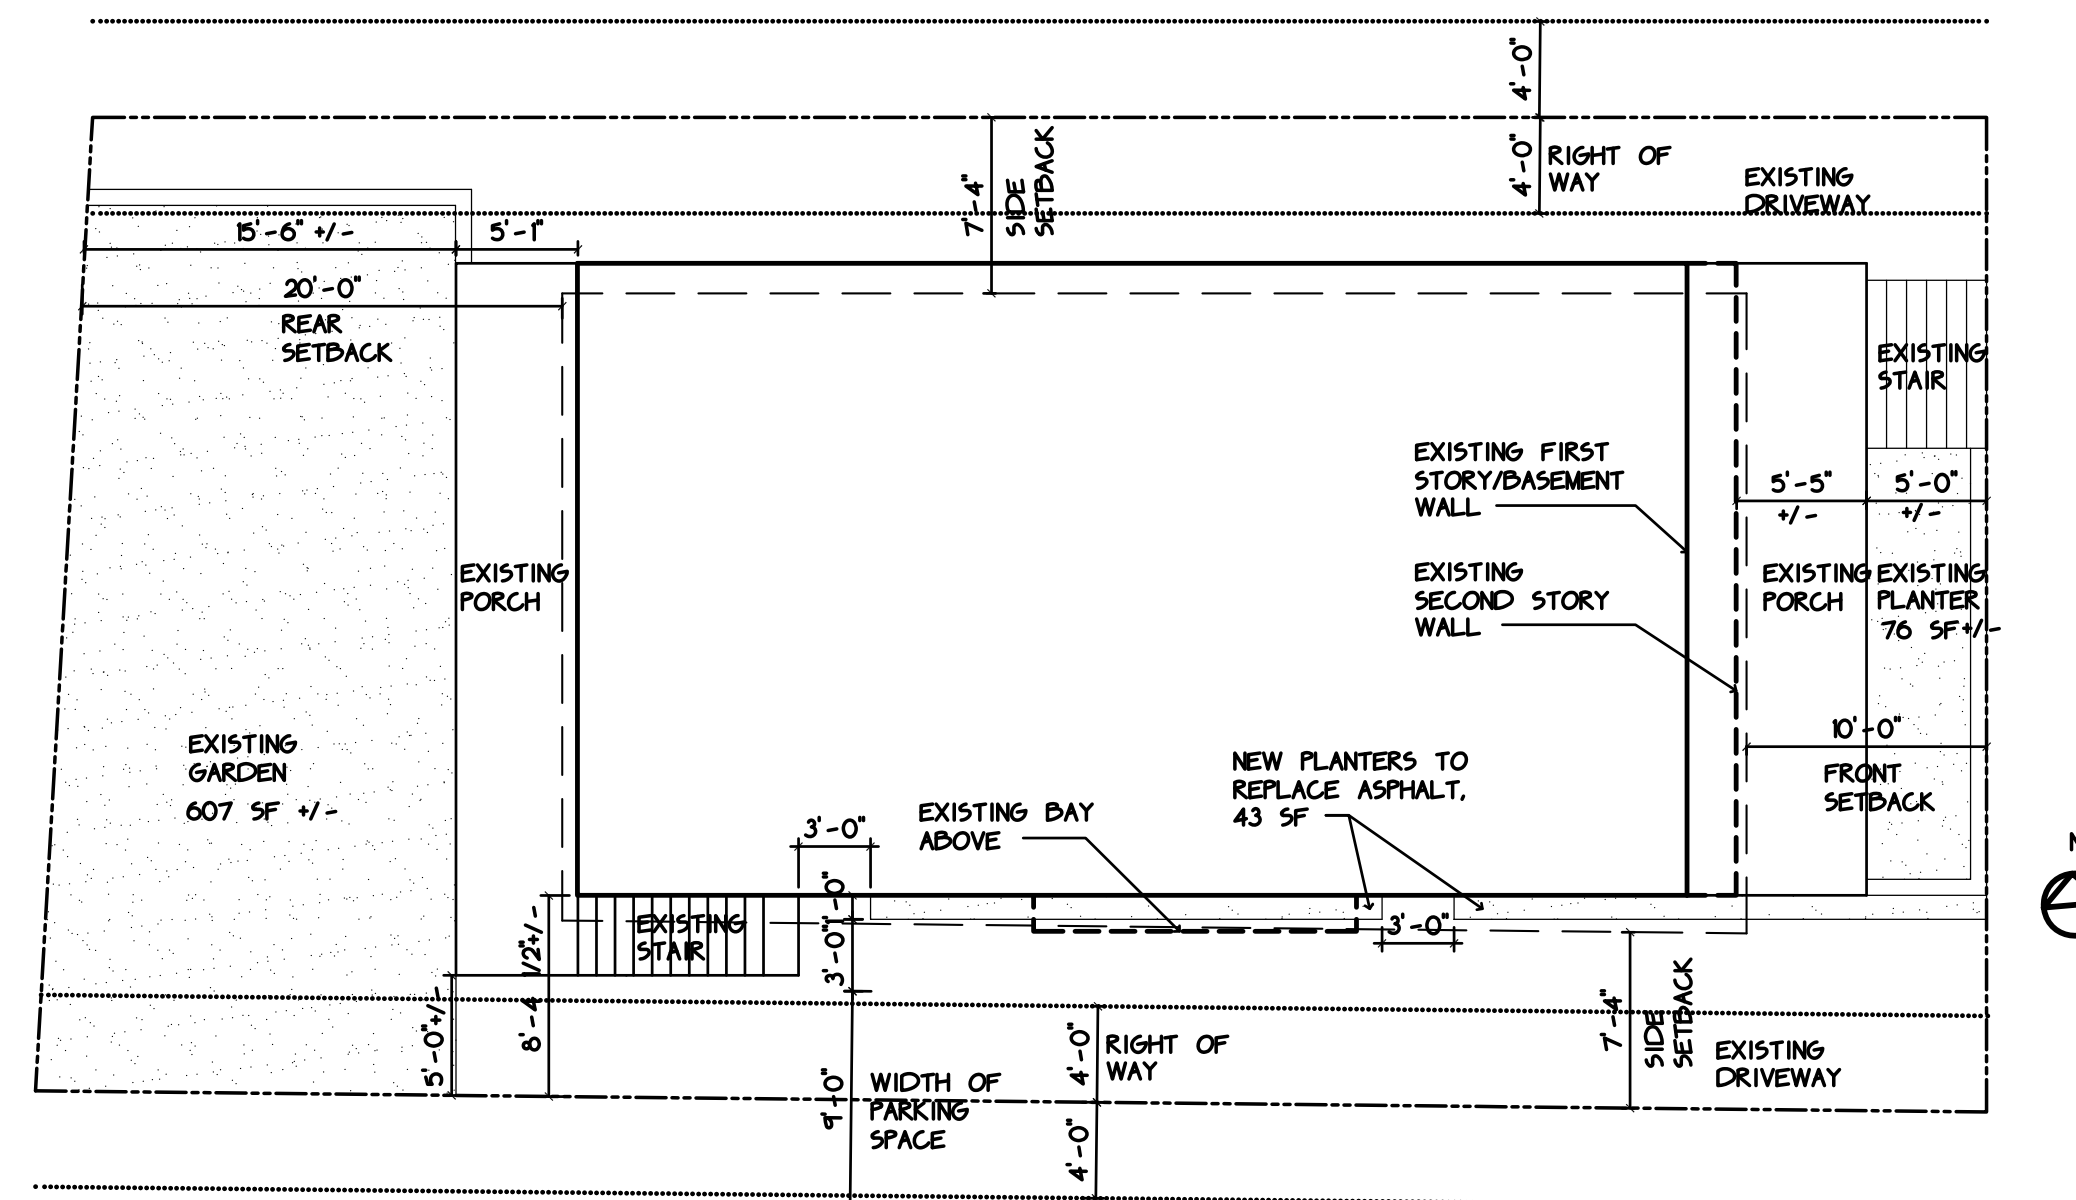 4'-0"
4'-0"
RIGHT OF
WAY
EXISTING
DRIVEWAY
7'-4"
SIDE
SETBACK
15'-6" +/-
5'-1"
20'-0"
REAR
SETBACK
EXISTING
STAIR
EXISTING FIRST
STORY/BASEMENT
WALL
5'-5"
+/-
5'-0"
+/-
EXISTING
SECOND STORY
WALL
EXISTING
PORCH
EXISTING
PORCH
EXISTING
PLANTER
76 SF+/-
10'-0"
FRONT
SETBACK
EXISTING
GARDEN
607 SF +/-
NEW PLANTERS TO
REPLACE ASPHALT,
43 SF
EXISTING BAY
ABOVE
3'-0"
3'-0"
3'-0"
3'-0"
EXISTING
STAIR
8'-4 1/2"+/-
5'-0"+/-
9'-0"
WIDTH OF
PARKING
SPACE
4'-0"
RIGHT OF
WAY
4'-0"
7'-4"
SIDE
SETBACK
EXISTING
DRIVEWAY